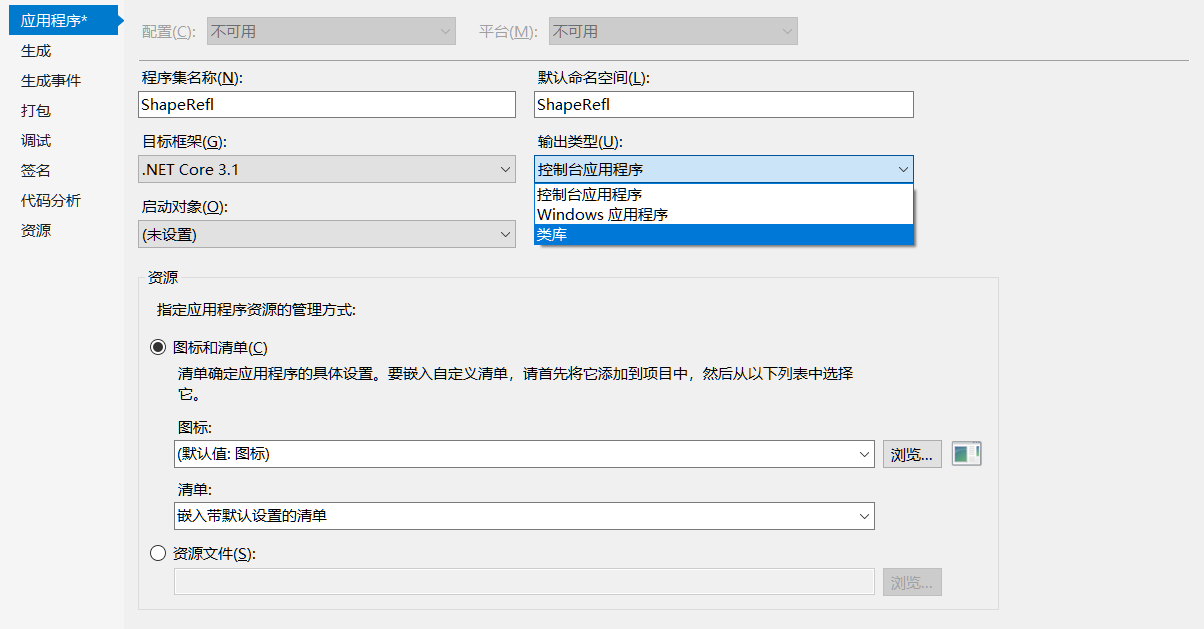 应用程序*
生成
生成事件
打包
调试
签名
代码分析
资源
配置(C): 不可用 平台(M): 不可用
程序集名称(N): 默认命名空间(L):
ShapeRefl ShapeRefl
目标框架(G): 输出类型(U):
.NET Core 3.1 控制台应用程序
控制台应用程序
Windows 应用程序
类库
启动对象(O):
(未设置)
资源
指定应用程序资源的管理方式:
图标和清单(C)
清单确定应用程序的具体设置。要嵌入自定义清单，请首先将它添加到项目中，然后从以下列表中选择
它。
图标:
(默认值: 图标) 浏览...
清单:
嵌入带默认设置的清单
资源文件(S):
浏览...